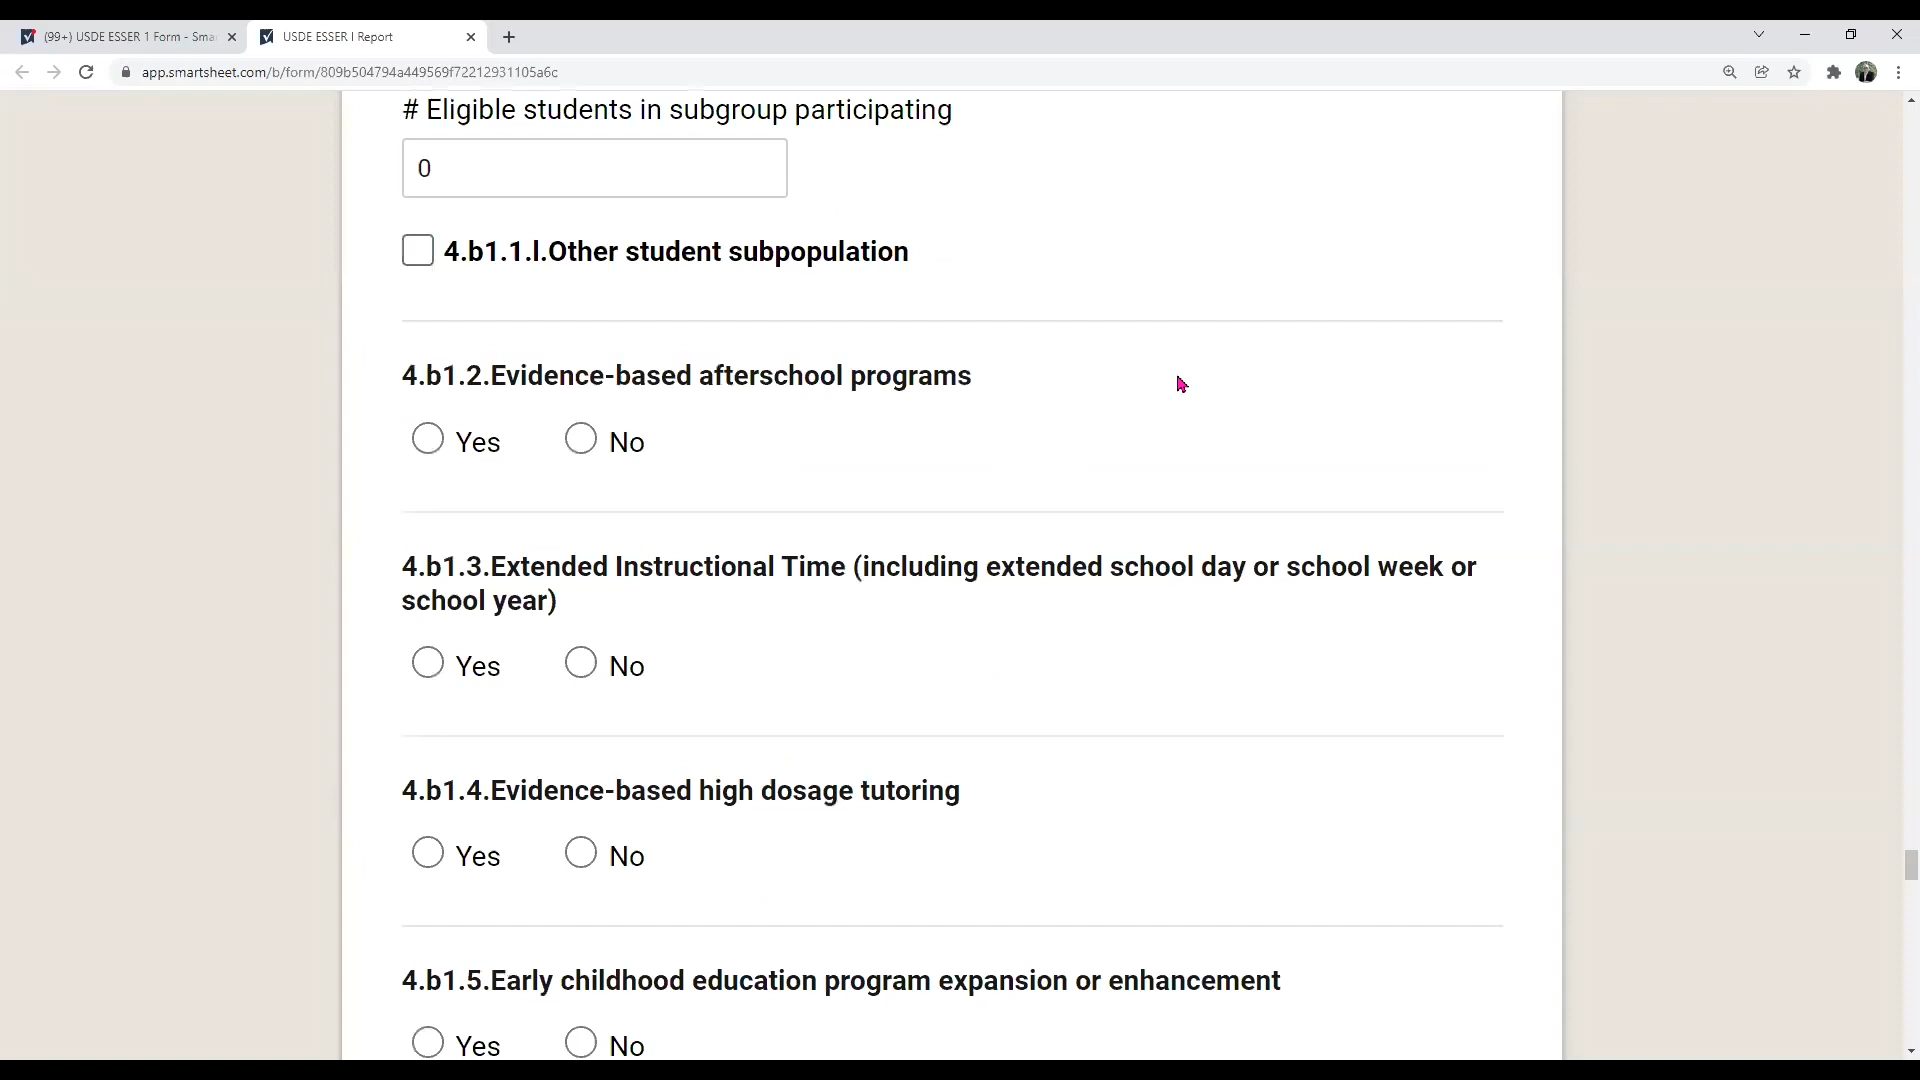 (99+) USDE ESSER 1 Form - Sma
USDE ESSER I Report
app.smartsheet.com/b/form/809b504794a449569f72212931105a6c
# Eligible students in subgroup participating
0
4.b1.1.l.Other student subpopulation
4.b1.2.Evidence-based afterschool programs
Yes No
4.b1.3.Extended Instructional Time (including extended school day or school week or
school year)
Yes No
4.b1.4.Evidence-based high dosage tutoring
Yes No
4.b1.5.Early childhood education program expansion or enhancement
Yes No